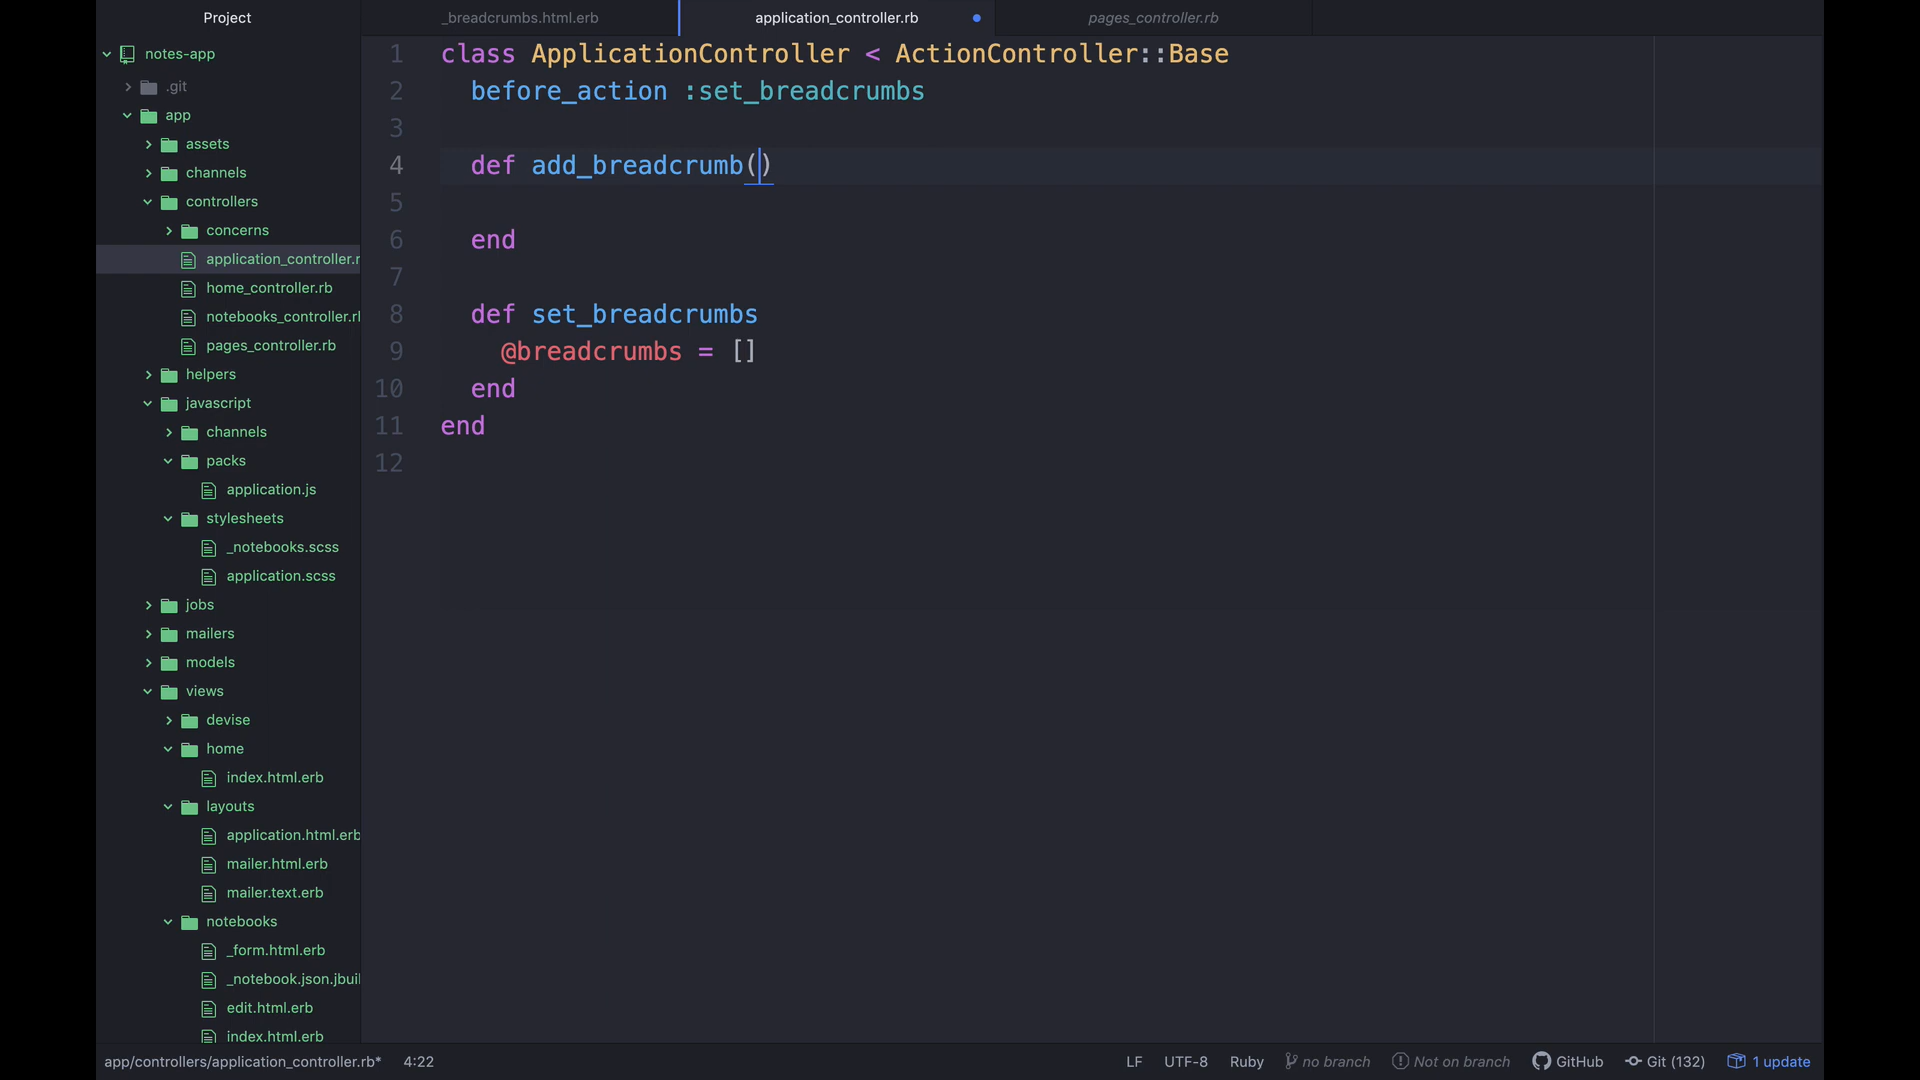 Project
_breadcrumbs.html.erb
application_controller.rb
pages_controller.rb
notes-app
.git
app
assets
channels
controllers
concerns
application_controller.r
home_controller.rb
notebooks_controller.rl
pages_controller.rb
helpers
javascript
channels
packs
application.js
stylesheets
_notebooks.scss
application.scss
jobs
mailers
models
views
devise
home
index.html.erb
layouts
application.html.erb
mailer.html.erb
mailer.text.erb
notebooks
_form.html.erb
_notebook.json.jbuil
edit.html.erb
index.html.erb
1 class ApplicationController < ActionController::Base
2 before_action :set_breadcrumbs
3
4 def add_breadcrumb()
5
6 end
7
8 def set_breadcrumbs
9 @breadcrumbs = []
10 end
11 end
12
app/controllers/application_controller.rb* 4:22 LF UTF-8 Ruby no branch Not on branch GitHub Git (132) 1 update